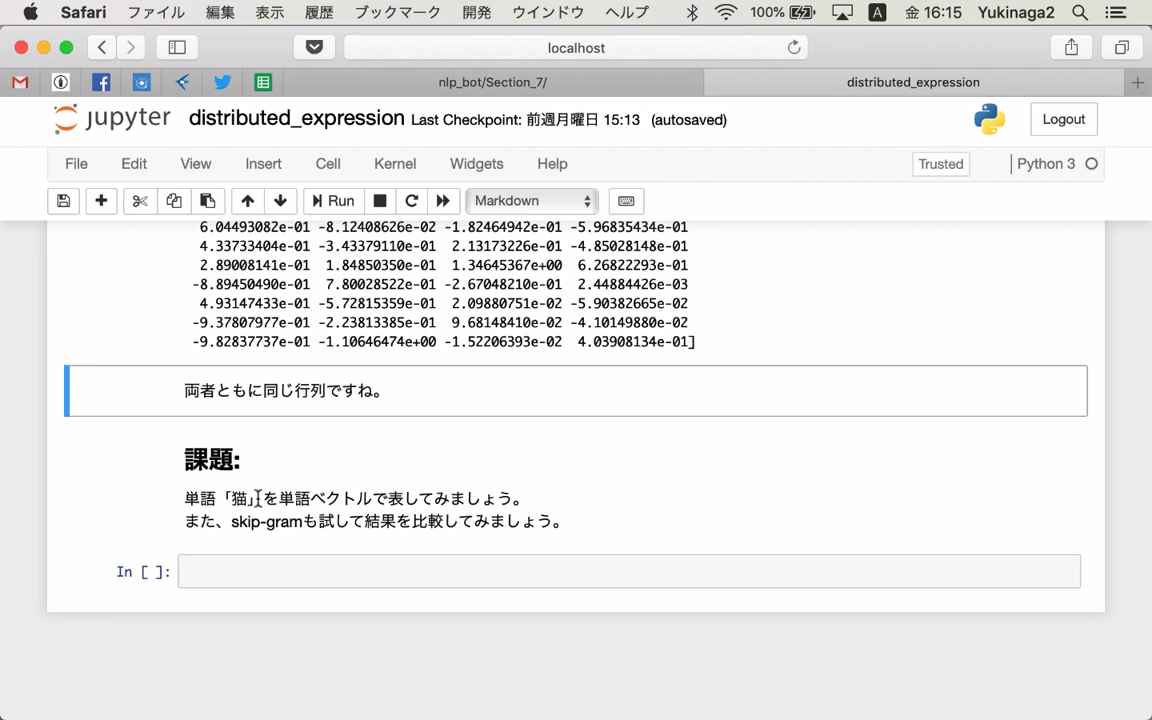 Safari ファイル 編集 表示 履歴 ブックマーク 開発 ウインドウ ヘルプ 100% A 金 16:15 Yukinaga2
localhost
nlp_bot/Section_7/ distributed_expression
jupyter distributed_expression Last Checkpoint: 前週月曜日 15:13 (autosaved) Logout
File Edit View Insert Cell Kernel Widgets Help Trusted Python 3
Run Markdown
6.04493082e-01 -8.12408626e-02 -1.82464942e-01 -5.96835434e-01
4.33733404e-01 -3.43379110e-01 2.13173226e-01 -4.85028148e-01
2.89008141e-01 1.84850350e-01 1.34645367e+00 6.26822293e-01
-8.89450490e-01 7.80028522e-01 -2.67048210e-01 2.44884426e-03
4.93147433e-01 -5.72815359e-01 2.09880751e-02 -5.90382665e-02
-9.37807977e-01 -2.23813385e-01 9.68148410e-02 -4.10149880e-02
-9.82837737e-01 -1.10646474e+00 -1.52206393e-02 4.03908134e-01]
両者ともに同じ行列ですね。
課題:
単語「猫」を単語ベクトルで表してみましょう。
また、skip-gramも試して結果を比較してみましょう。
In [ ]: